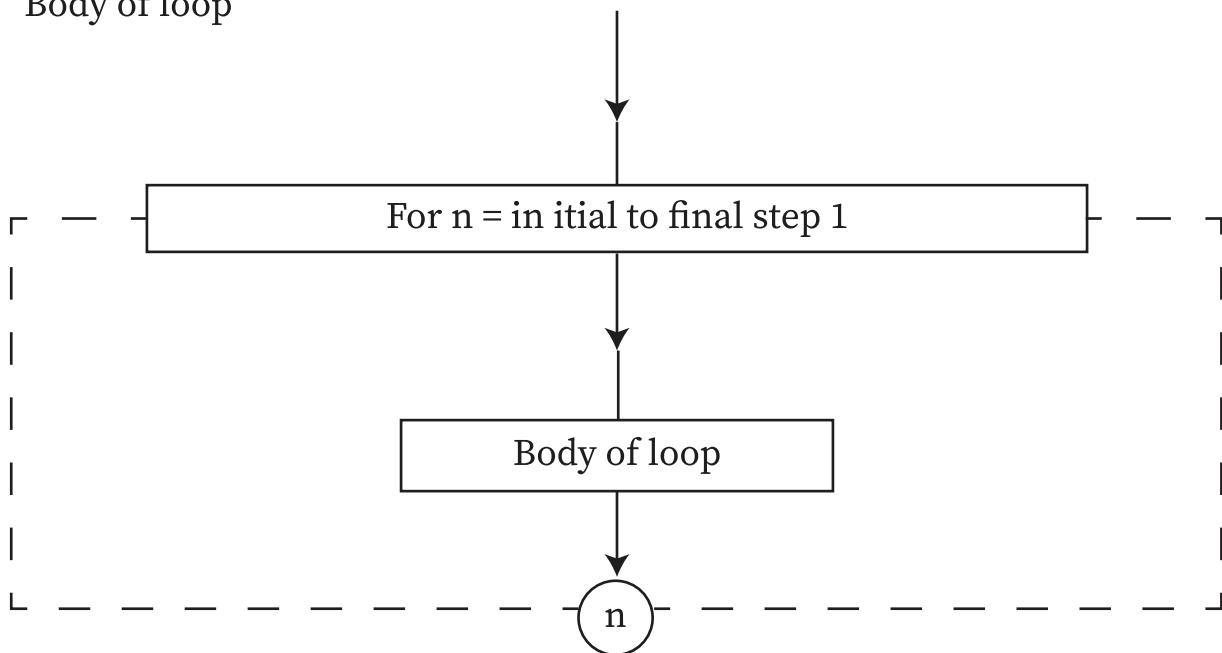 Body of loop
For n = in itial to final step 1
Body of loop
n